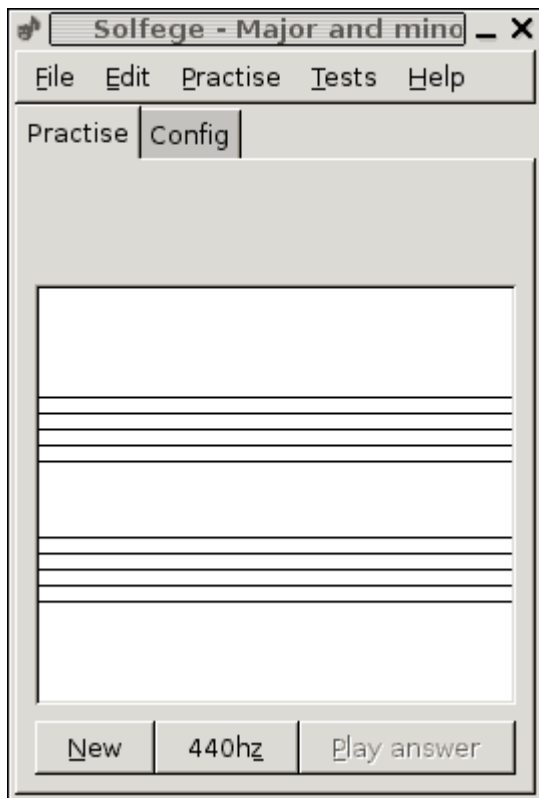 Solfege - Major and mino
File Edit Practise Tests Help
Practise Config
New 440hz Play answer